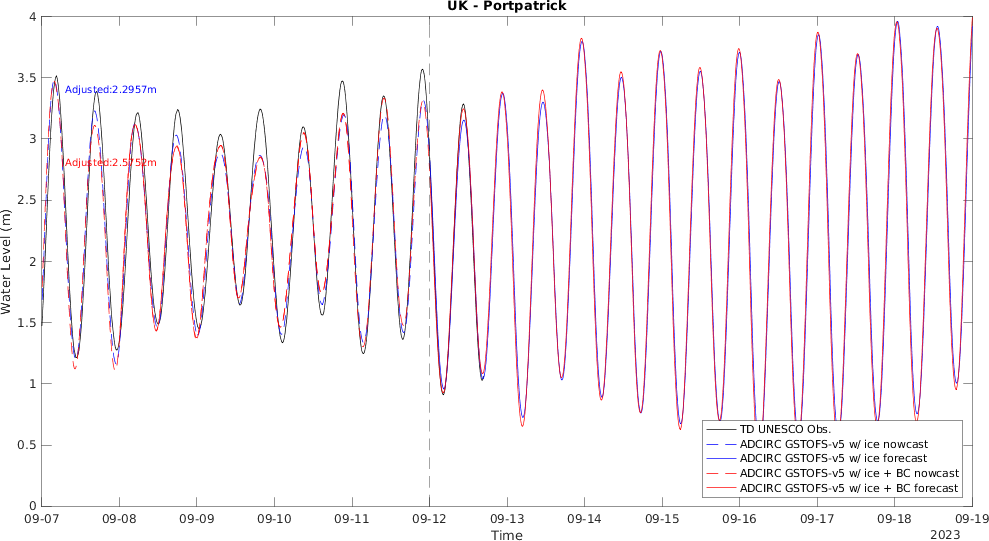 UK - Portpatrick
4
3.5
3
2.5
2
1.5
1
0.5
0
Water Level (m)
Adjusted:2.2957m
Adjusted:2.5752m
TD UNESCO Obs.
ADCIRC GSTOFS-v5 w/ ice nowcast
ADCIRC GSTOFS-v5 w/ ice forecast
ADCIRC GSTOFS-v5 w/ ice + BC nowcast
ADCIRC GSTOFS-v5 w/ ice + BC forecast
09-07 09-08 09-09 09-10 09-11 09-12 09-13 09-14 09-15 09-16 09-17 09-18 09-19
Time
2023